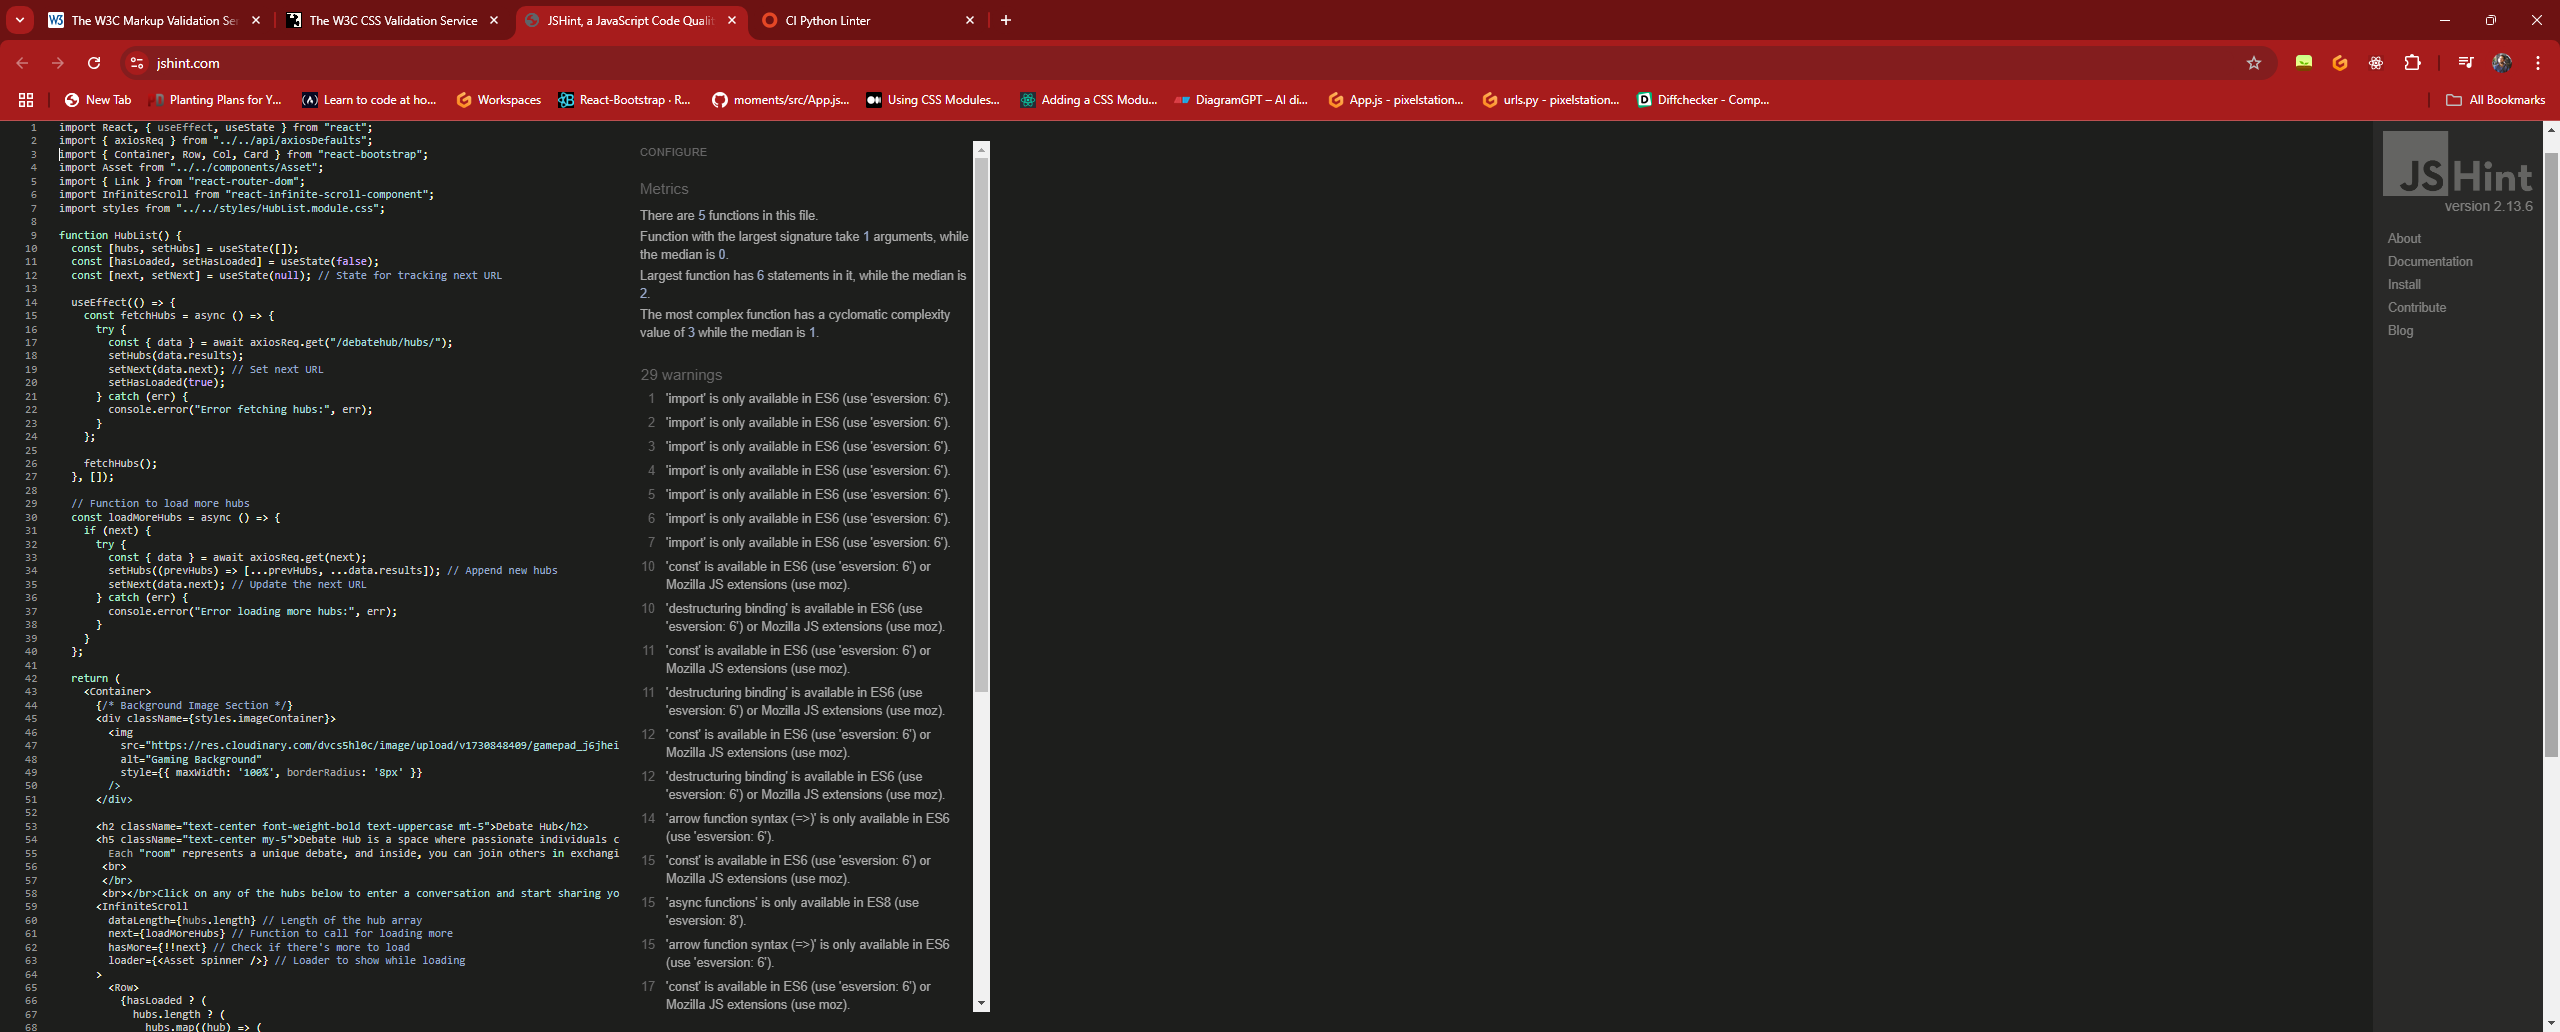 The W3C Markup Validation Se
The W3C CSS Validation Service
JSHint, a JavaScript Code Qualit
CI Python Linter
jshint.com
New Tab
Planting Plans for Y...
Learn to code at ho...
Workspaces
React-Bootstrap · R...
moments/src/App.js...
Using CSS Modules...
Adding a CSS Modu...
DiagramGPT – AI di...
App.js - pixelstation...
urls.py - pixelstation...
Diffchecker - Comp...
All Bookmarks
1 import React, { useEffect, useState } from "react";
2 import { axiosReq } from "../../api/axiosDefaults";
3 import { Container, Row, Col, Card } from "react-bootstrap";
4 import Asset from "../../components/Asset";
5 import { Link } from "react-router-dom";
6 import InfiniteScroll from "react-infinite-scroll-component";
7 import styles from "../../styles/HubList.module.css";
8
9 function HubList() {
10 const [hubs, setHubs] = useState([]);
11 const [hasLoaded, setHasLoaded] = useState(false);
12 const [next, setNext] = useState(null); // State for tracking next URL
13
14 useEffect(() => {
15 const fetchHubs = async () => {
16 try {
17 const { data } = await axiosReq.get("/debatehub/hubs/");
18 setHubs(data.results);
19 setNext(data.next); // Set next URL
20 setHasLoaded(true);
21 } catch (err) {
22 console.error("Error fetching hubs:", err);
23 }
24 };
25
26 fetchHubs();
27 }, []);
28
29 // Function to load more hubs
30 const loadMoreHubs = async () => {
31 if (next) {
32 try {
33 const { data } = await axiosReq.get(next);
34 setHubs((prevHubs) => [...prevHubs, ...data.results]); // Append new hubs
35 setNext(data.next); // Update the next URL
36 } catch (err) {
37 console.error("Error loading more hubs:", err);
38 }
39 }
40 };
41
42 return (
43 <Container>
44 {/* Background Image Section */}
45 <div className={styles.imageContainer}>
46 <img
47 src="https://res.cloudinary.com/dvcs5hl0c/image/upload/v1730848409/gamepad_j6jhei
48 alt="Gaming Background"
49 style={{ maxWidth: '100%', borderRadius: '8px' }}
50 />
51 </div>
52
53 <h2 className="text-center font-weight-bold text-uppercase mt-5">Debate Hub</h2>
54 <h5 className="text-center my-5">Debate Hub is a space where passionate individuals c
55 Each "room" represents a unique debate, and inside, you can join others in exchangi
56 <br>
57 </br>
58 <br></br>Click on any of the hubs below to enter a conversation and start sharing yo
59 <InfiniteScroll
60 dataLength={hubs.length} // Length of the hub array
61 next={loadMoreHubs} // Function to call for loading more
62 hasMore={!!next} // Check if there's more to load
63 loader={<Asset spinner />} // Loader to show while loading
64 >
65 <Row>
66 {hasLoaded ? (
67 hubs.length ? (
68 hubs.map((hub) => (
CONFIGURE
Metrics
There are 5 functions in this file.
Function with the largest signature take 1 arguments, while
the median is 0.
Largest function has 6 statements in it, while the median is
2.
The most complex function has a cyclomatic complexity
value of 3 while the median is 1.
29 warnings
1 'import' is only available in ES6 (use 'esversion: 6').
2 'import' is only available in ES6 (use 'esversion: 6').
3 'import' is only available in ES6 (use 'esversion: 6').
4 'import' is only available in ES6 (use 'esversion: 6').
5 'import' is only available in ES6 (use 'esversion: 6').
6 'import' is only available in ES6 (use 'esversion: 6').
7 'import' is only available in ES6 (use 'esversion: 6').
10 'const' is available in ES6 (use 'esversion: 6') or
Mozilla JS extensions (use moz).
10 'destructuring binding' is available in ES6 (use
'esversion: 6') or Mozilla JS extensions (use moz).
11 'const' is available in ES6 (use 'esversion: 6') or
Mozilla JS extensions (use moz).
11 'destructuring binding' is available in ES6 (use
'esversion: 6') or Mozilla JS extensions (use moz).
12 'const' is available in ES6 (use 'esversion: 6') or
Mozilla JS extensions (use moz).
12 'destructuring binding' is available in ES6 (use
'esversion: 6') or Mozilla JS extensions (use moz).
14 'arrow function syntax (=>)' is only available in ES6
(use 'esversion: 6').
15 'const' is available in ES6 (use 'esversion: 6') or
Mozilla JS extensions (use moz).
15 'async functions' is only available in ES8 (use
'esversion: 8').
15 'arrow function syntax (=>)' is only available in ES6
(use 'esversion: 6').
17 'const' is available in ES6 (use 'esversion: 6') or
Mozilla JS extensions (use moz).
JSHint
version 2.13.6
About
Documentation
Install
Contribute
Blog